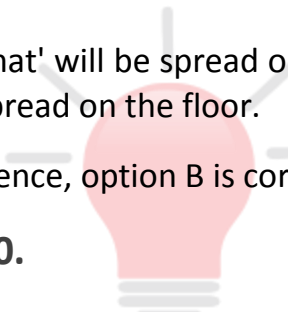 hat' will be spread o
pread on the floor.
ence, option B is cor
0.